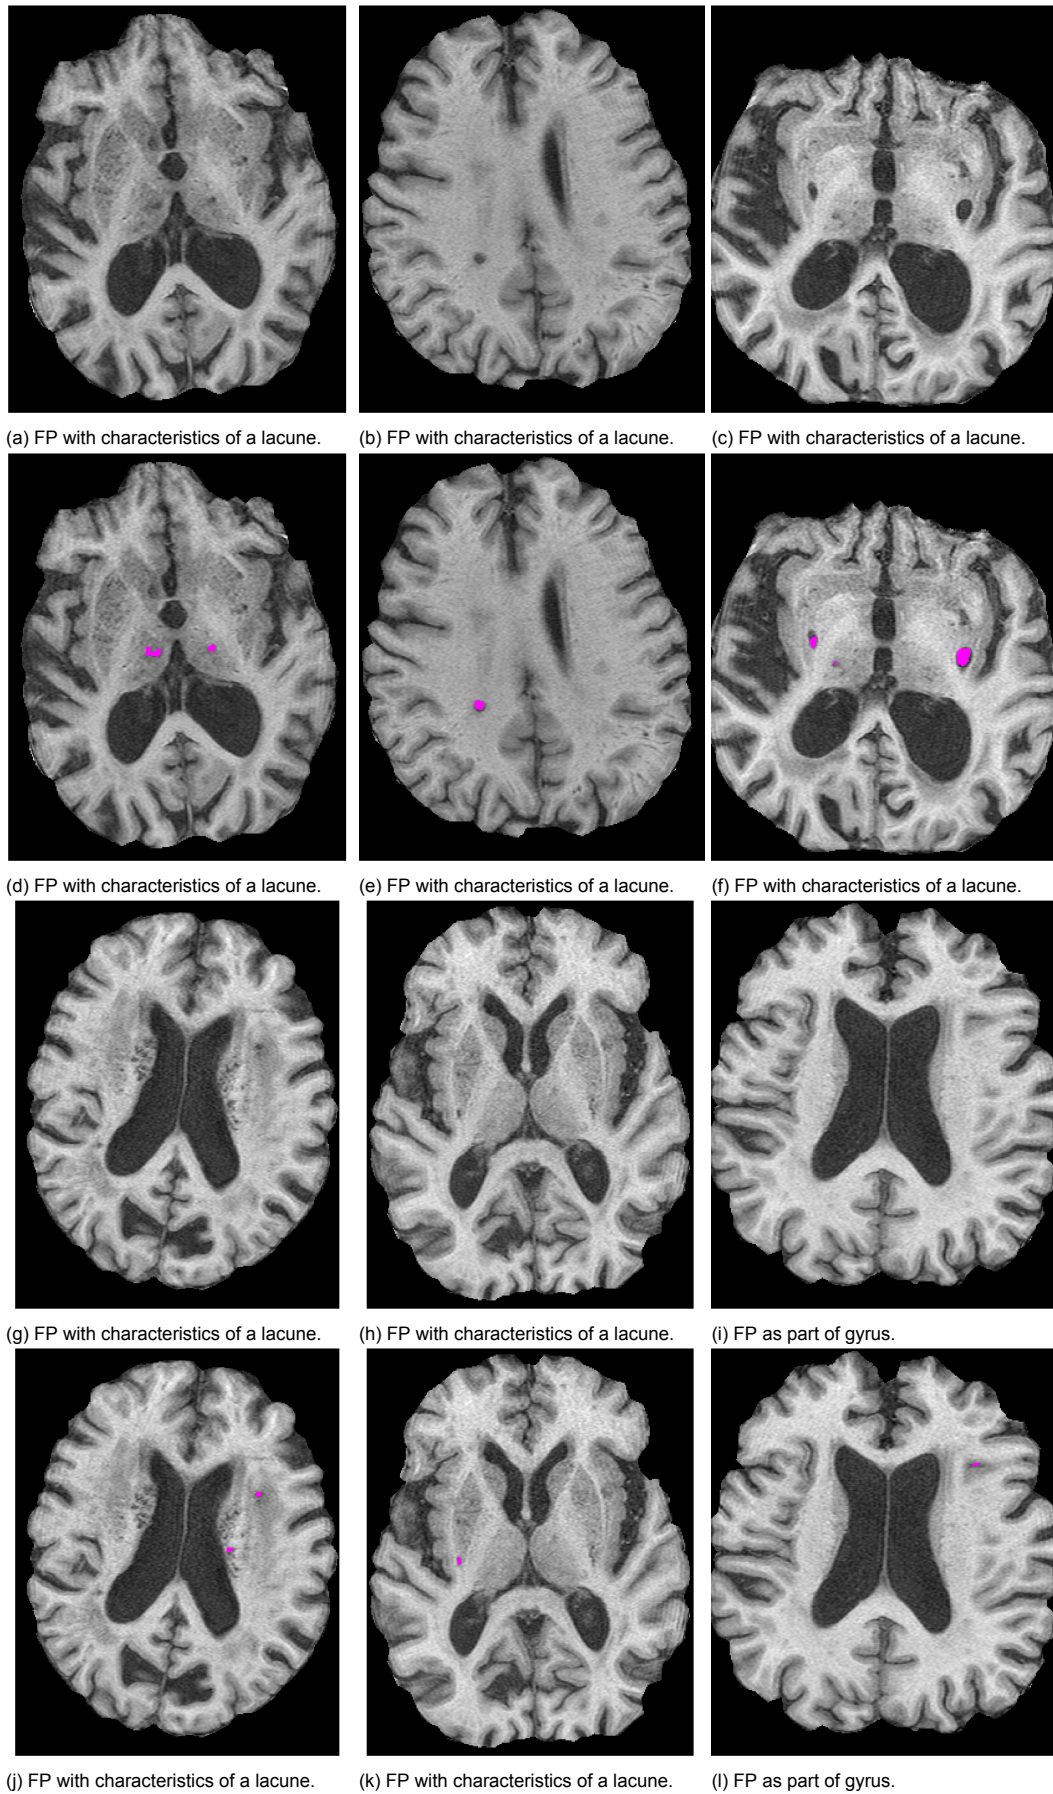 (a) FP with characteristics of a lacune.
(b) FP with characteristics of a lacune.
(c) FP with characteristics of a lacune.
(d) FP with characteristics of a lacune.
(e) FP with characteristics of a lacune.
(f) FP with characteristics of a lacune.
(g) FP with characteristics of a lacune.
(h) FP with characteristics of a lacune.
(i) FP as part of gyrus.
(j) FP with characteristics of a lacune.
(k) FP with characteristics of a lacune.
(l) FP as part of gyrus.